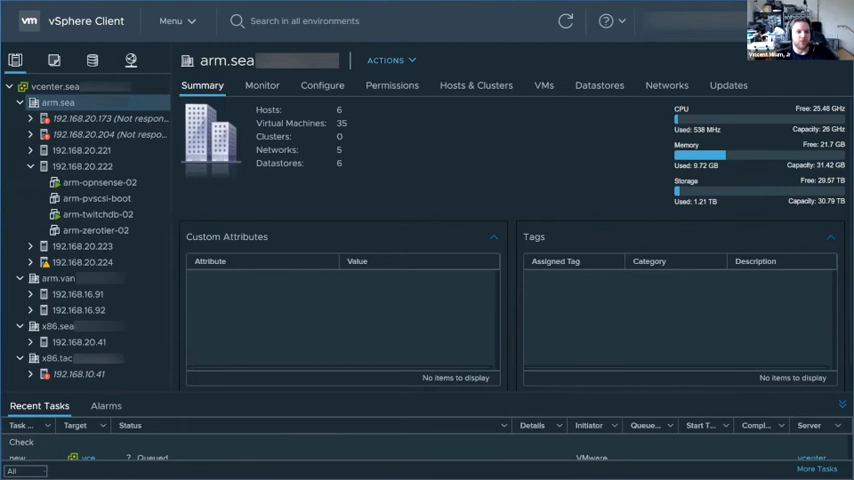 vm vSphere Client Menu Search in all environments
arm.sea ACTIONS
Summary Monitor Configure Permissions Hosts & Clusters VMs Datastores Networks Updates
vcenter.sea
arm.sea
192.168.20.173 (Not respon...
192.168.20.204 (Not respo...
192.168.20.221
192.168.20.222
arm-opnsense-02
arm-pvscsi-boot
arm-twitchdb-02
arm-zerotier-02
192.168.20.223
192.168.20.224
arm.van
192.168.16.91
192.168.16.92
x86.sea
192.168.20.41
x86.tac
192.168.10.41
Hosts: 6
Virtual Machines: 35
Clusters: 0
Networks: 5
Datastores: 6
CPU Free: 25.48 GHz
Used: 538 MHz Capacity: 26 GHz
Memory Free: 21.7 GB
Used: 9.72 GB Capacity: 31.42 GB
Storage Free: 29.57 TB
Used: 1.21 TB Capacity: 30.79 TB
Custom Attributes
Attribute Value
No items to display
Tags
Assigned Tag Category Description
No items to display
Recent Tasks Alarms
Task ... Target Status Details Initiator Queue... Start T... Compl... Server
Check
new vce ? Queued VMware vcenter
All More Tasks